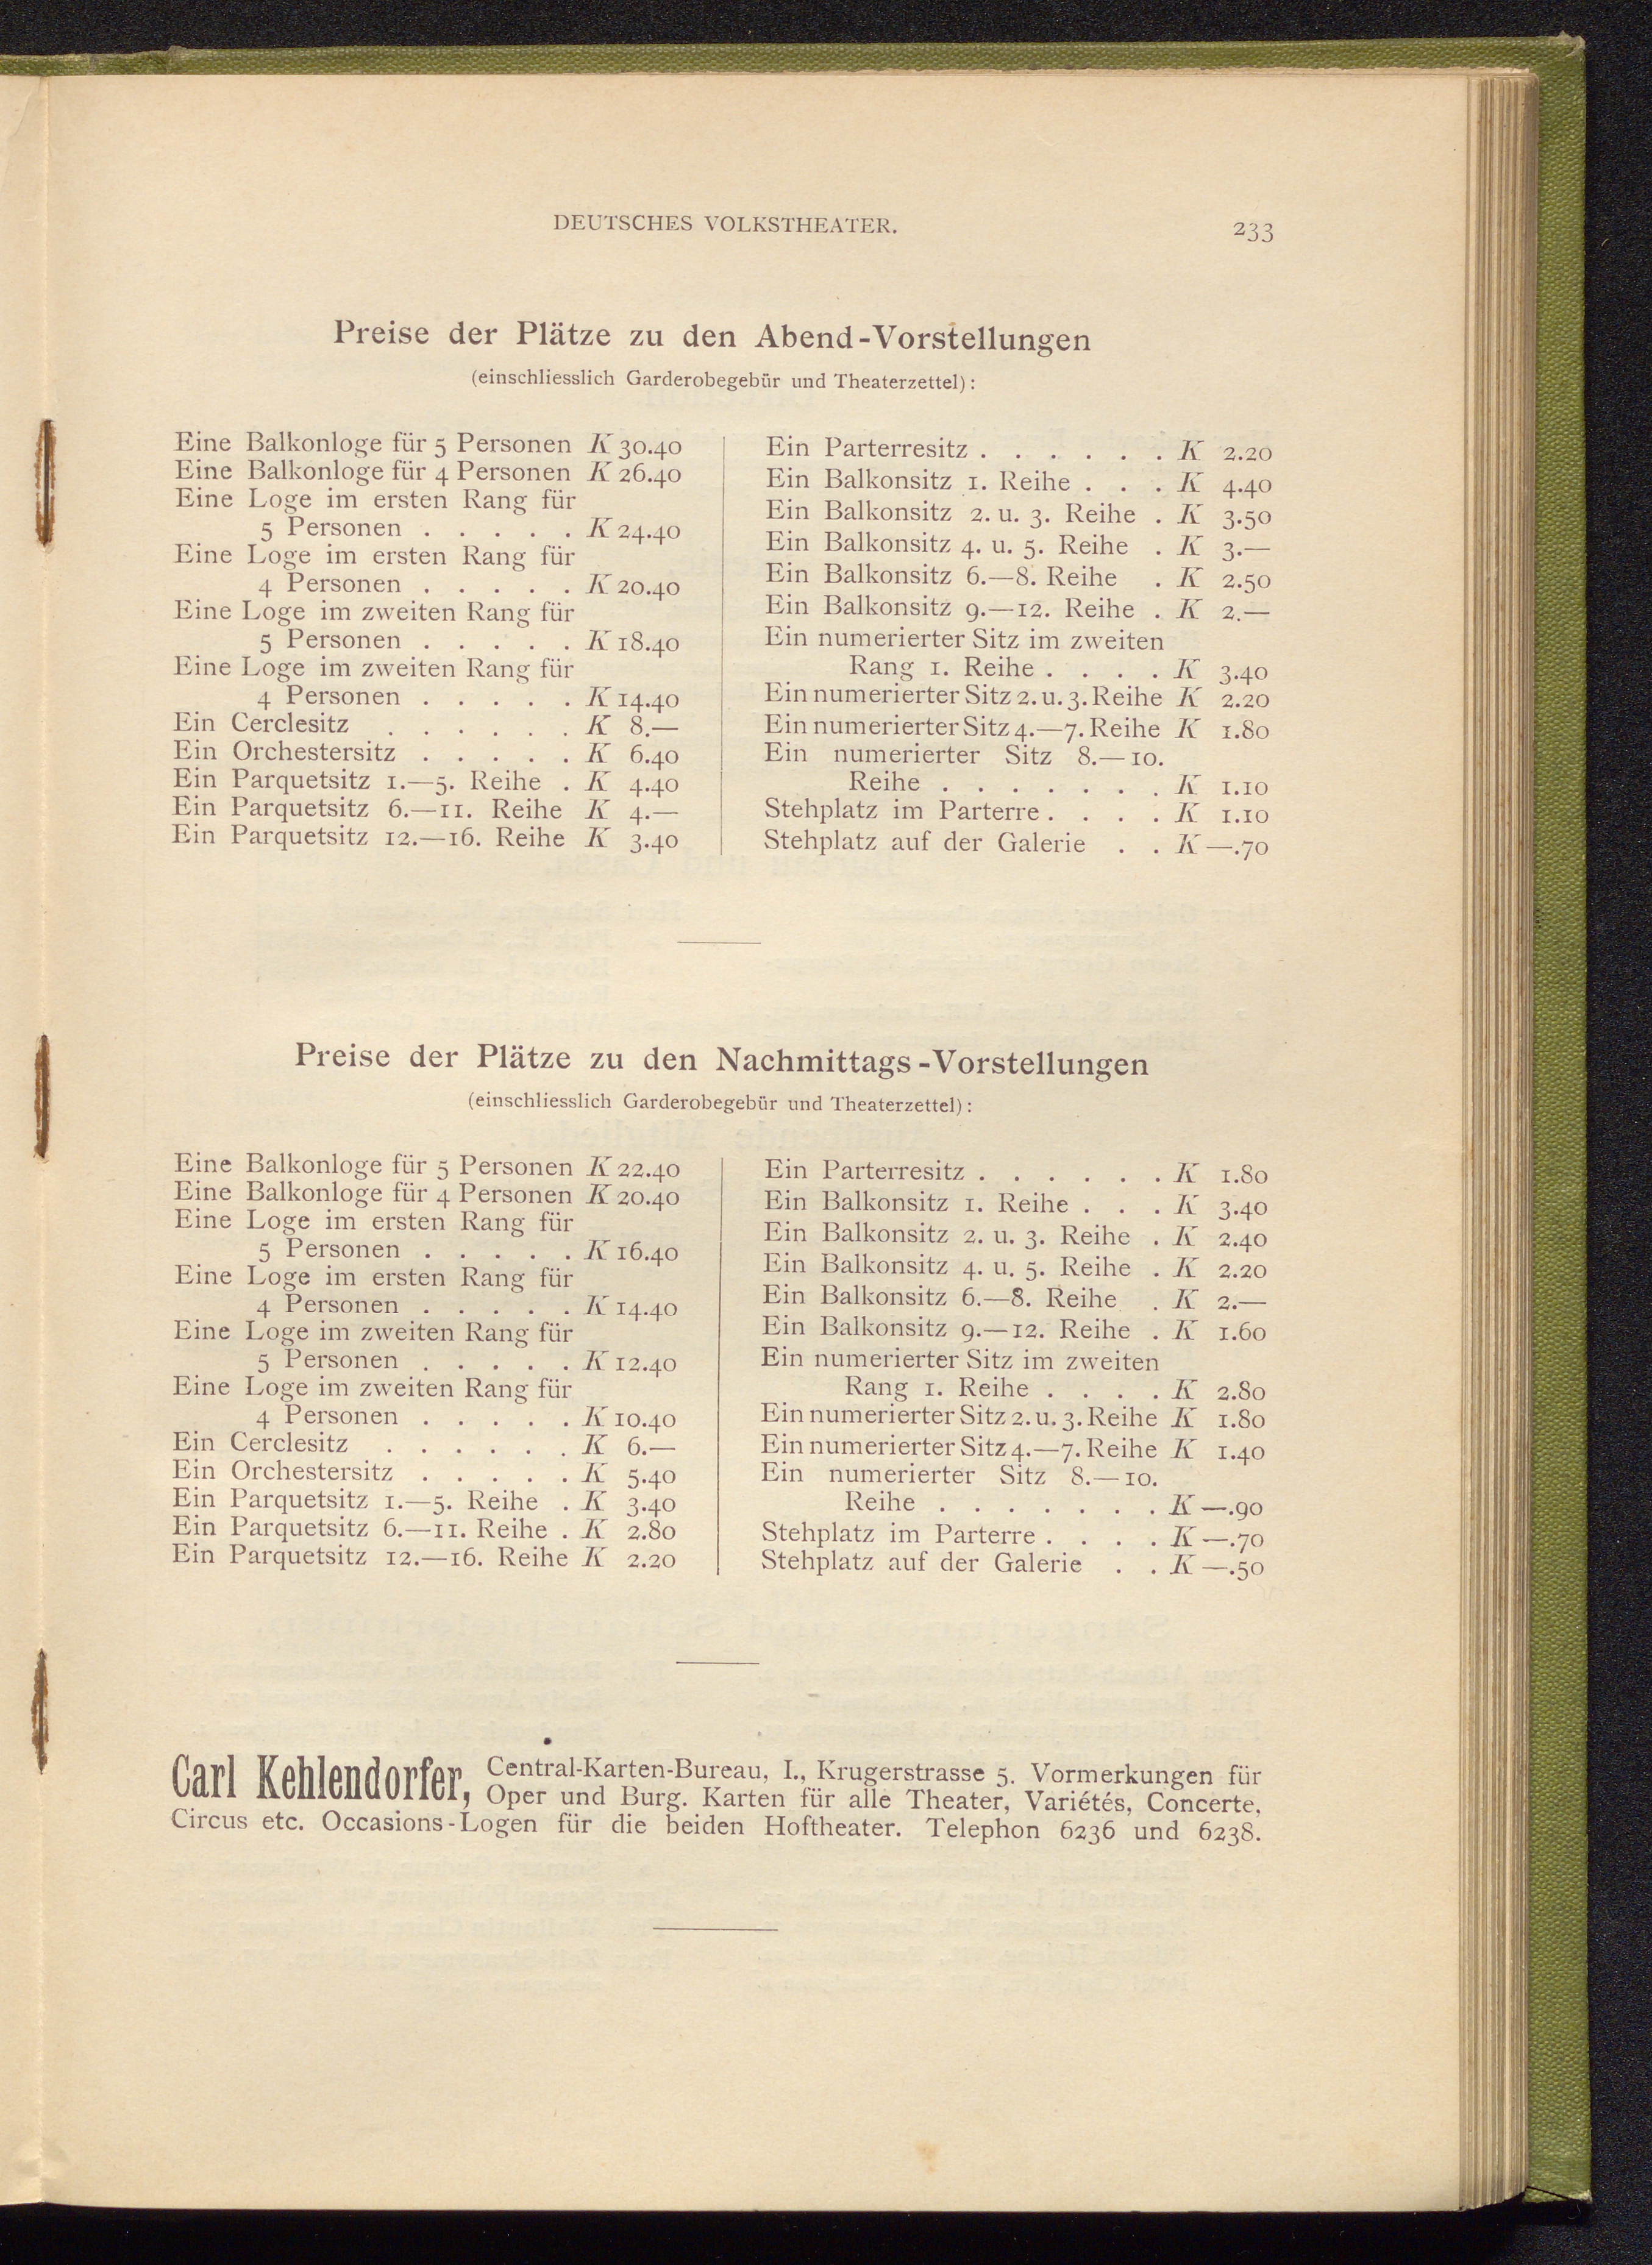 DEUTSCHES VOLKSTHEATER.
233
Preise der Plätze zu den Abend-Vorstellungen
(einschliesslich Garderobegebür und Theaterzettel):
Eine Balkonloge für 5 Personen K 30.40
Eine Balkonloge für 4 Personen K 26.40
Eine Loge im ersten Rang für
5 Personen . . . . . K 24.40
Eine Loge im ersten Rang für
4 Personen . . . . . K 20.40
Eine Loge im zweiten Rang für
5 Personen . . . . . K 18.40
Eine Loge im zweiten Rang für
4 Personen . . . . . K 14.40
Ein Cerclesitz . . . . . . K 8.—
Ein Orchestersitz . . . . . K 6.40
Ein Parquetsitz 1.—5. Reihe . K 4.40
Ein Parquetsitz 6.—11. Reihe K 4.—
Ein Parquetsitz 12.—16. Reihe K 3.40
Ein Parterresitz . . . . . . K 2.20
Ein Balkonsitz 1. Reihe . . . K 4.40
Ein Balkonsitz 2. u. 3. Reihe . K 3.50
Ein Balkonsitz 4. u. 5. Reihe . K 3.—
Ein Balkonsitz 6.—8. Reihe . K 2.50
Ein Balkonsitz 9.—12. Reihe . K 2.—
Ein numerierter Sitz im zweiten
Rang 1. Reihe . . . . K 3.40
Ein numerierter Sitz 2. u. 3. Reihe K 2.20
Ein numerierter Sitz 4.—7. Reihe K 1.80
Ein numerierter Sitz 8.—10.
Reihe . . . . . . . K 1.10
Stehplatz im Parterre . . . . K 1.10
Stehplatz auf der Galerie . . K —.70
Preise der Plätze zu den Nachmittags-Vorstellungen
(einschliesslich Garderobegebür und Theaterzettel):
Eine Balkonloge für 5 Personen K 22.40
Eine Balkonloge für 4 Personen K 20.40
Eine Loge im ersten Rang für
5 Personen . . . . . K 16.40
Eine Loge im ersten Rang für
4 Personen . . . . . K 14.40
Eine Loge im zweiten Rang für
5 Personen . . . . . K 12.40
Eine Loge im zweiten Rang für
4 Personen . . . . . K 10.40
Ein Cerclesitz . . . . . . K 6.—
Ein Orchestersitz . . . . . K 5.40
Ein Parquetsitz 1.—5. Reihe . K 3.40
Ein Parquetsitz 6.—11. Reihe . K 2.80
Ein Parquetsitz 12.—16. Reihe K 2.20
Ein Parterresitz . . . . . . K 1.80
Ein Balkonsitz 1. Reihe . . . K 3.40
Ein Balkonsitz 2. u. 3. Reihe . K 2.40
Ein Balkonsitz 4. u. 5. Reihe . K 2.20
Ein Balkonsitz 6.—8. Reihe . K 2.—
Ein Balkonsitz 9.—12. Reihe . K 1.60
Ein numerierter Sitz im zweiten
Rang 1. Reihe . . . . K 2.80
Ein numerierter Sitz 2. u. 3. Reihe K 1.80
Ein numerierter Sitz 4.—7. Reihe K 1.40
Ein numerierter Sitz 8.—10.
Reihe . . . . . . . K —.90
Stehplatz im Parterre . . . . K —.70
Stehplatz auf der Galerie . . K —.50
Carl Kehlendorfer, Central-Karten-Bureau, I., Krugerstrasse 5. Vormerkungen für
Oper und Burg. Karten für alle Theater, Variétés, Concerte,
Circus etc. Occasions-Logen für die beiden Hoftheater. Telephon 6236 und 6238.